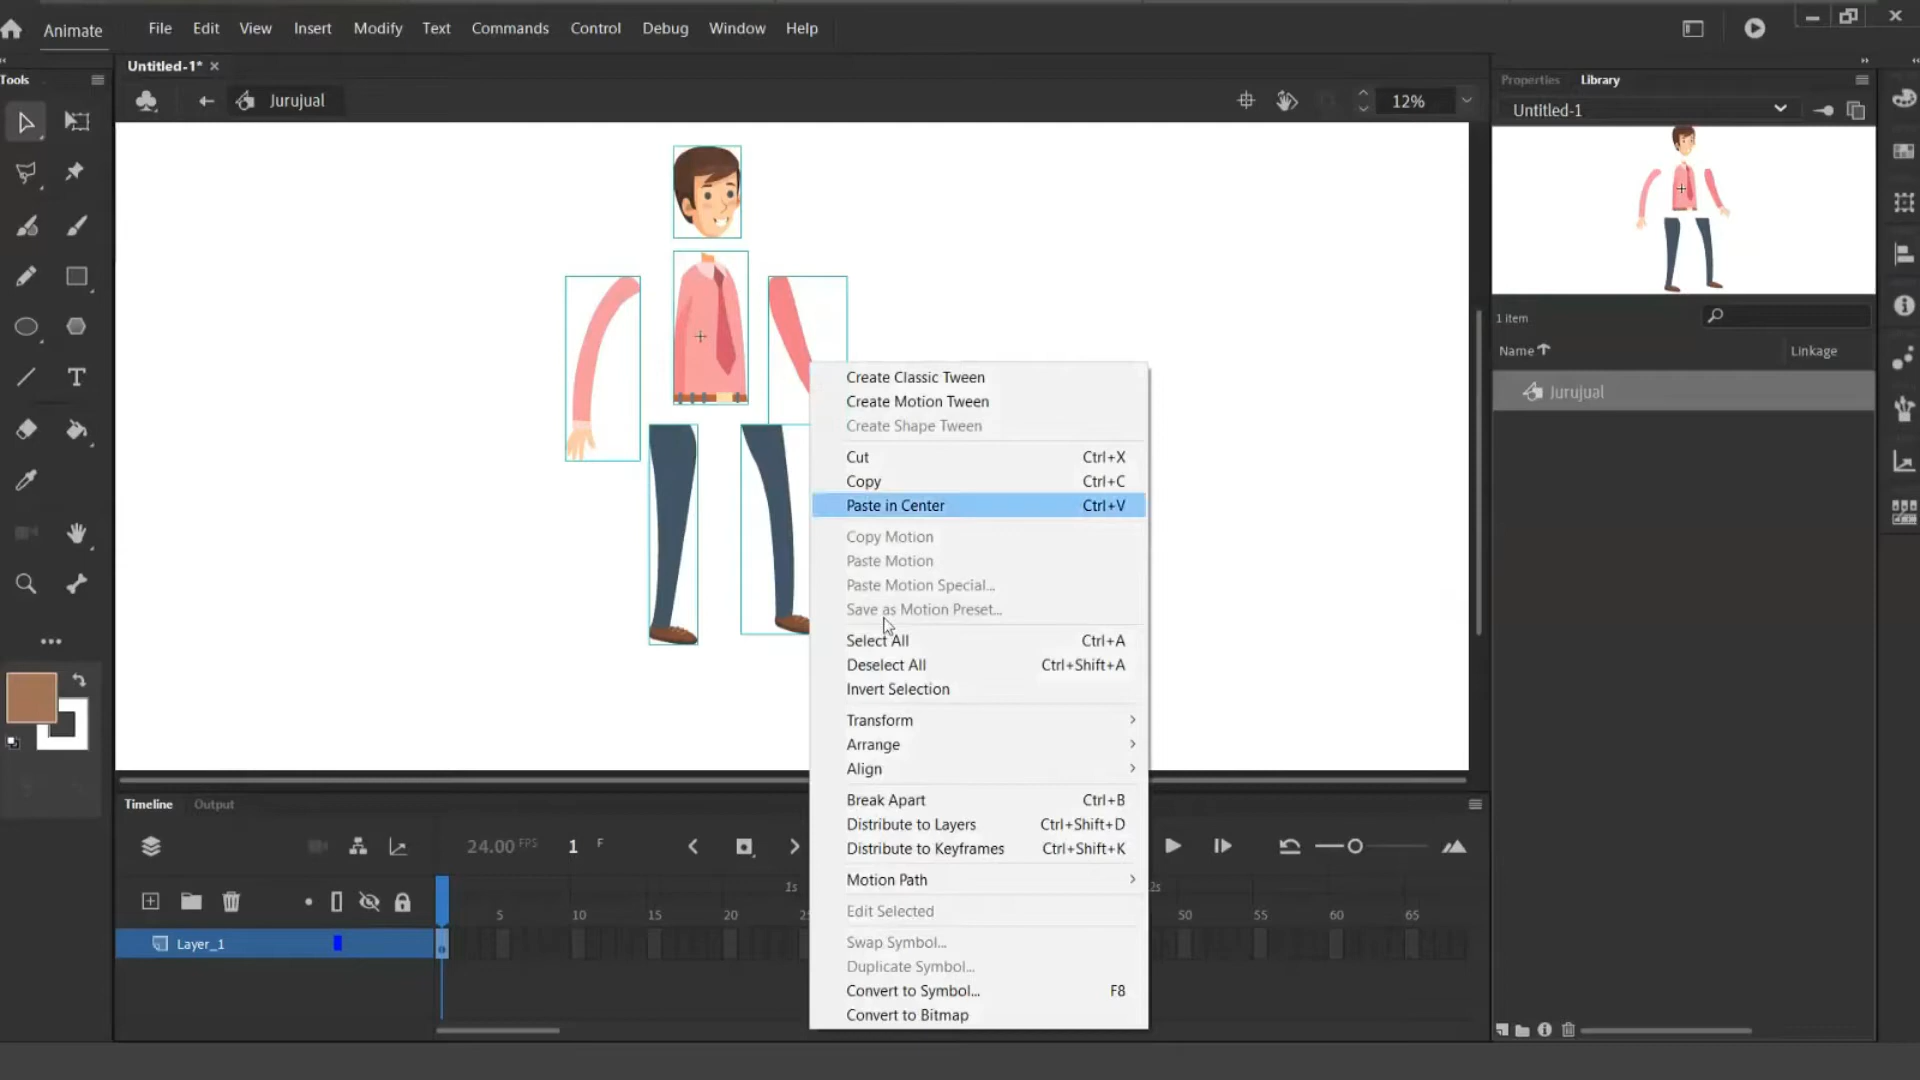 Animate File Edit View Insert Modify Text Commands Control Debug Window Help
Untitled-1*
Tools
Jurujual
12%
Properties Library
Untitled-1
1 item
Name Linkage
Jurujual
Create Classic Tween
Create Motion Tween
Create Shape Tween
Cut Ctrl+X
Copy Ctrl+C
Paste in Center Ctrl+V
Copy Motion
Paste Motion
Paste Motion Special...
Save as Motion Preset...
Select All Ctrl+A
Deselect All Ctrl+Shift+A
Invert Selection
Transform
Arrange
Align
Break Apart Ctrl+B
Distribute to Layers Ctrl+Shift+D
Distribute to Keyframes Ctrl+Shift+K
Motion Path
Edit Selected
Swap Symbol...
Duplicate Symbol...
Convert to Symbol... F8
Convert to Bitmap
Timeline Output
24.00 FPS 1 F
1s 2s
5 10 15 20 50 55 60 65
Layer_1